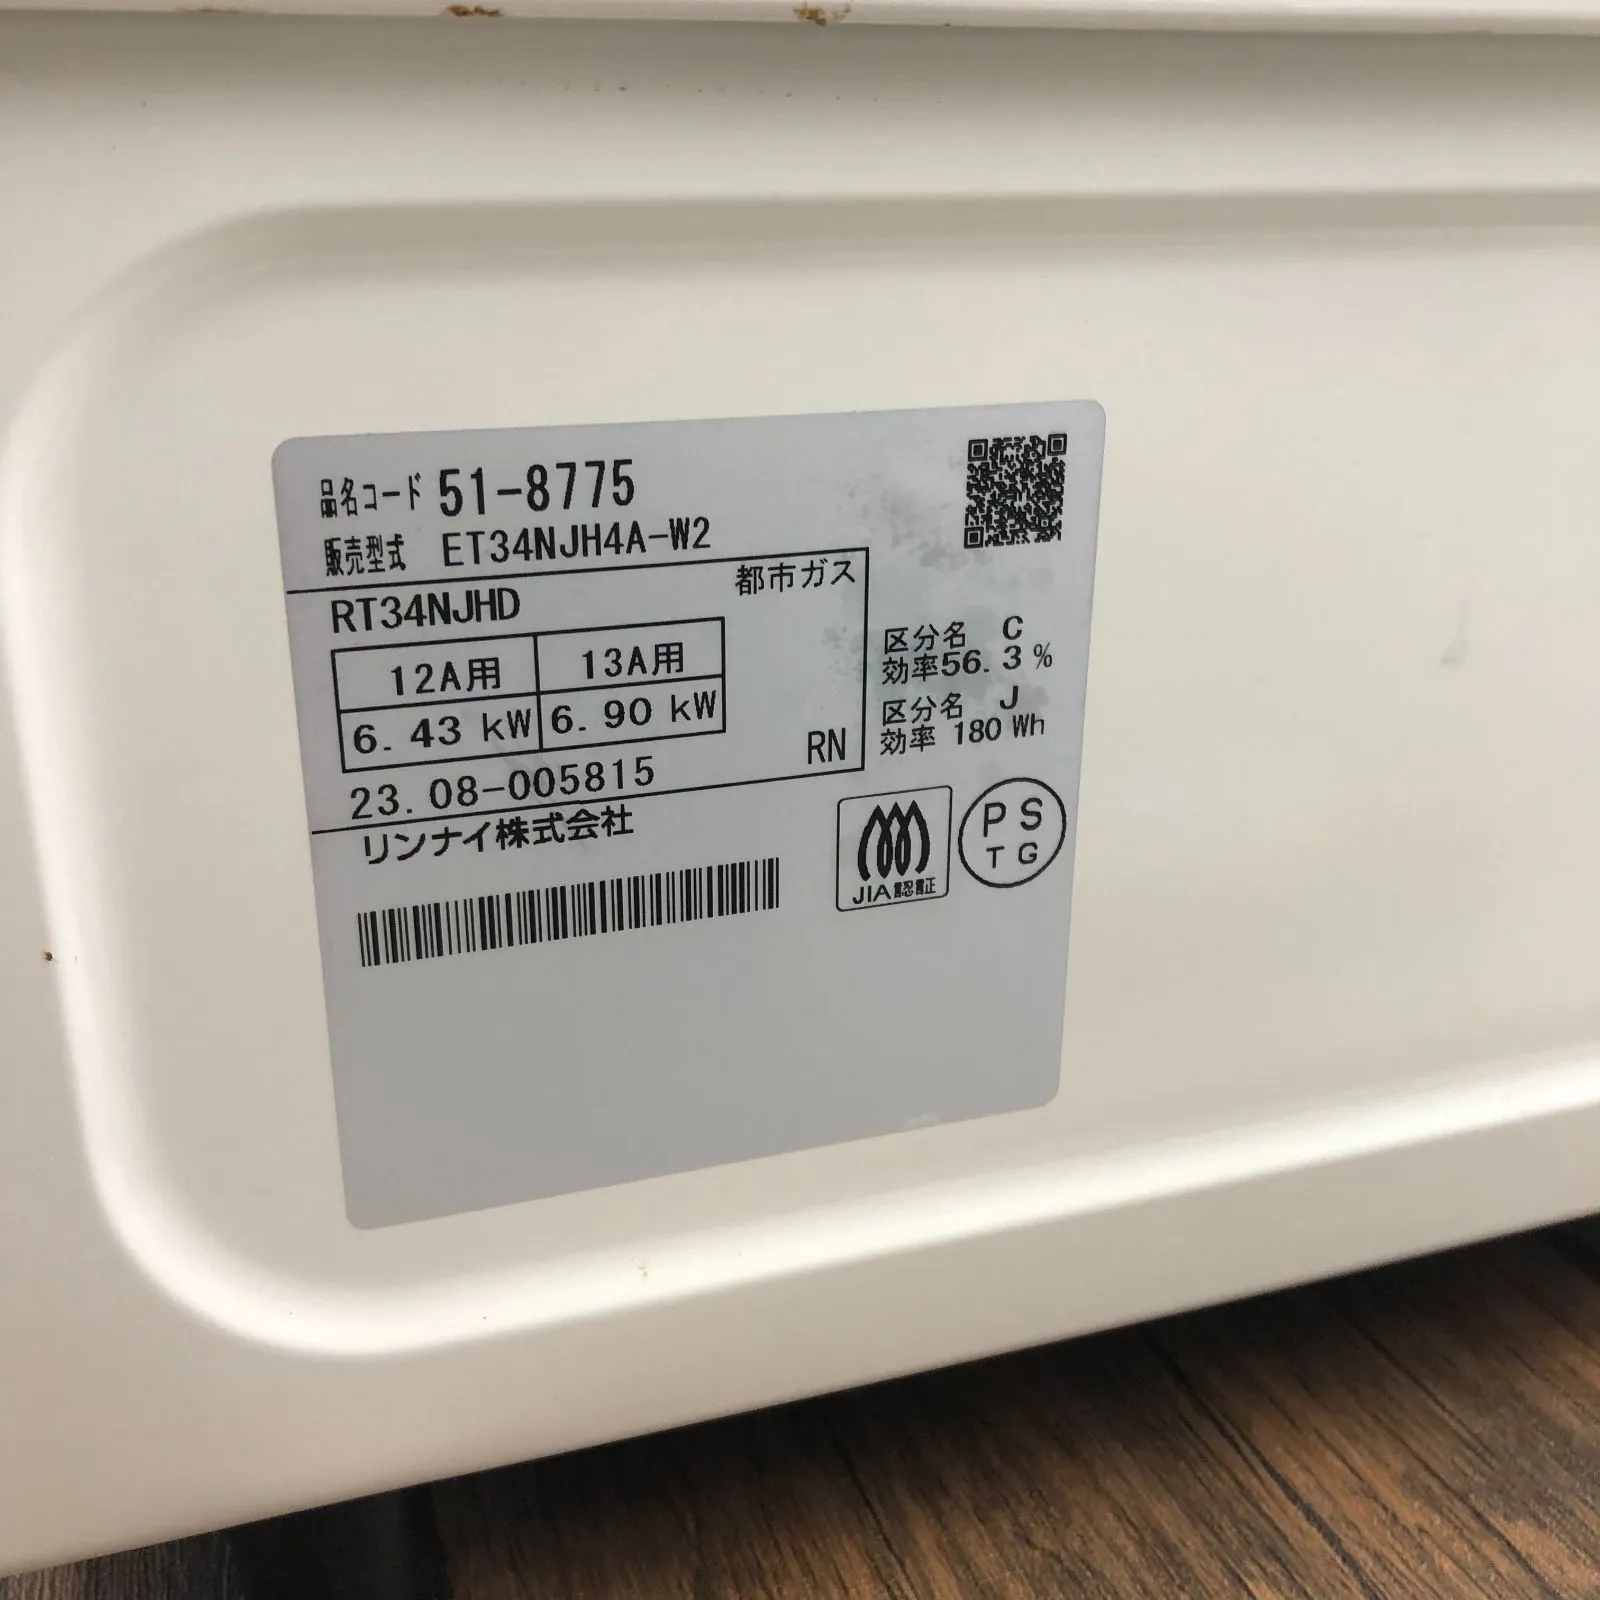 品名コード 51-8775
販売型式 ET34NJH4A-W2
RT34NJHD
都市ガス
12A用 13A用
6.43 kW 6.90 kW
23.08-005815
RN
リンナイ株式会社
区分名 C
効率56.3%
区分名 J
効率 180 Wh
JIA認証
PS
TG